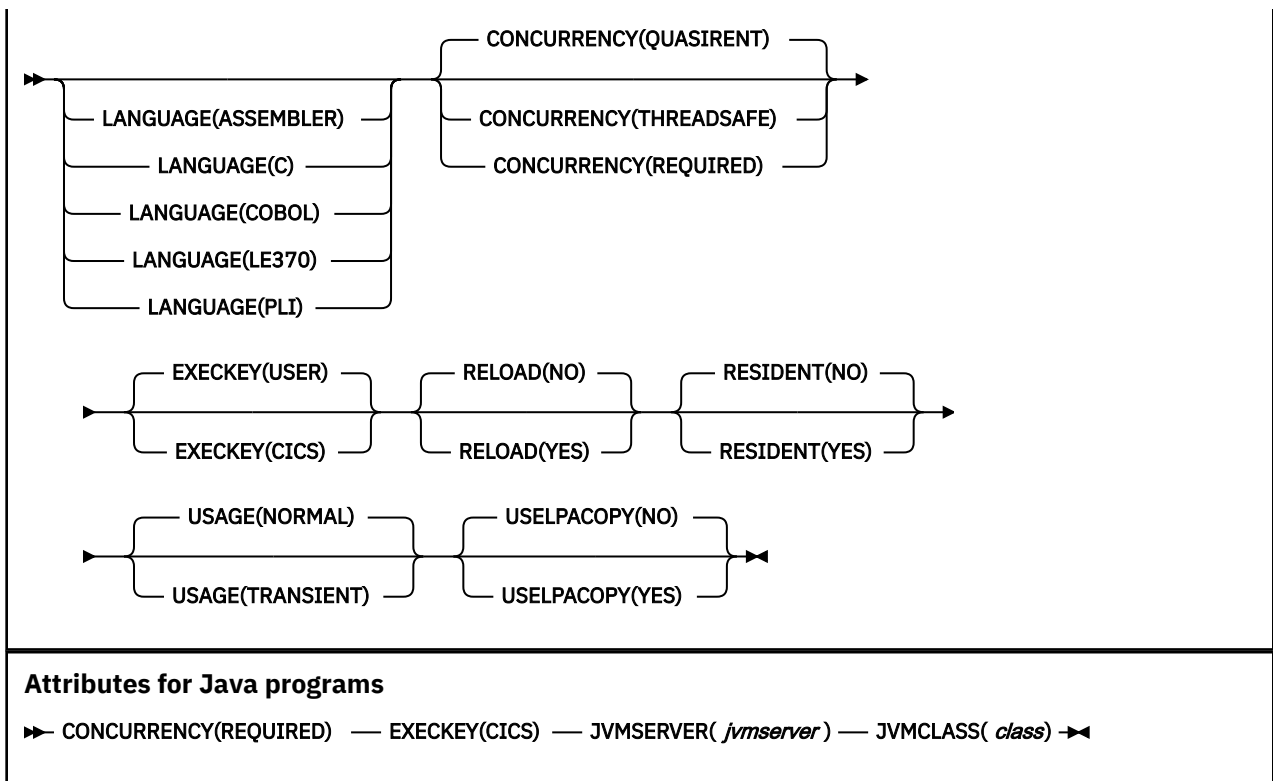 CONCURRENCY(QUASIRENT)
LANGUAGE(ASSEMBLER)
CONCURRENCY(THREADSAFE)
LANGUAGE(C)
CONCURRENCY(REQUIRED)
LANGUAGE(COBOL)
LANGUAGE(LE370)
LANGUAGE(PLI)
EXECKEY(USER) RELOAD(NO) RESIDENT(NO)
EXECKEY(CICS) RELOAD(YES) RESIDENT(YES)
USAGE(NORMAL) USELPACOPY(NO)
USAGE(TRANSIENT) USELPACOPY(YES)
Attributes for Java programs
CONCURRENCY(REQUIRED) EXECKEY(CICS) JVMSERVER( jvmserver ) JVMCLASS( class)